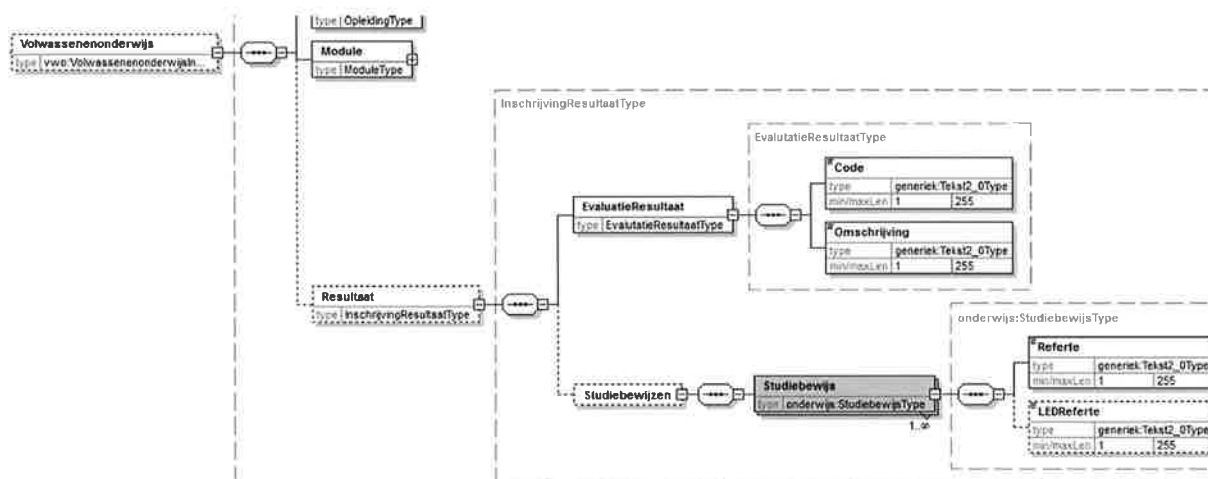 type OpleidingType
Volwassenenonderwijs
type vwo:VolwassenenonderwijsIn...
Module
type ModuleType
InschrijvingResultaatType
EvalutatieResultaatType
Code
type generiek:Tekst2_0Type
min/maxLen 1 255
EvaluatieResultaat
type EvalutatieResultaatType
Omschrijving
type generiek:Tekst2_0Type
min/maxLen 1 255
Resultaat
type InschrijvingResultaatType
onderwijs:StudiebewijsType
Referte
type generiek:Tekst2_0Type
min/maxLen 1 255
Studiebewijzen
Studiebewijs
type onderwijs:StudiebewijsType
1..∞
LEDReferte
type generiek:Tekst2_0Type
min/maxLen 1 255